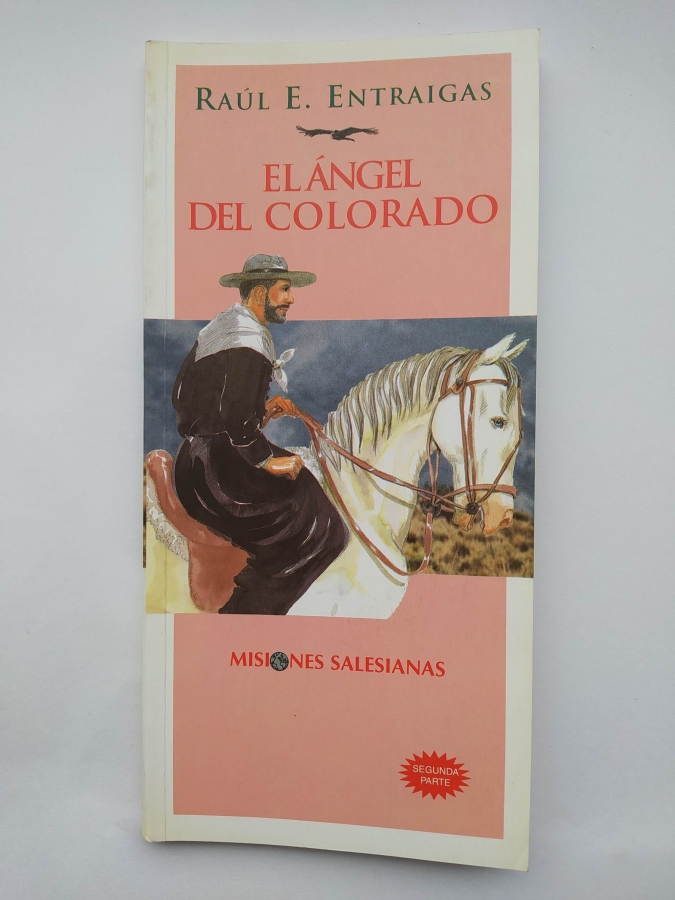 RAÚL E. ENTRAIGAS
EL ÁNGEL
DEL COLORADO
MISIONES SALESIANAS
SEGUNDA
PARTE